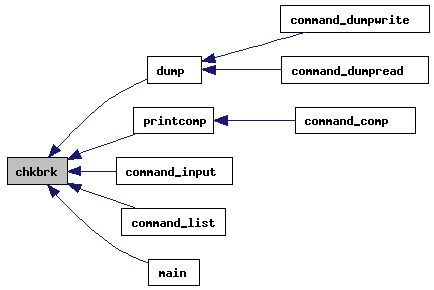 command_dumpwrite
dump
command_dumpread
printcomp
command_comp
chkbrk
command_input
command_list
main